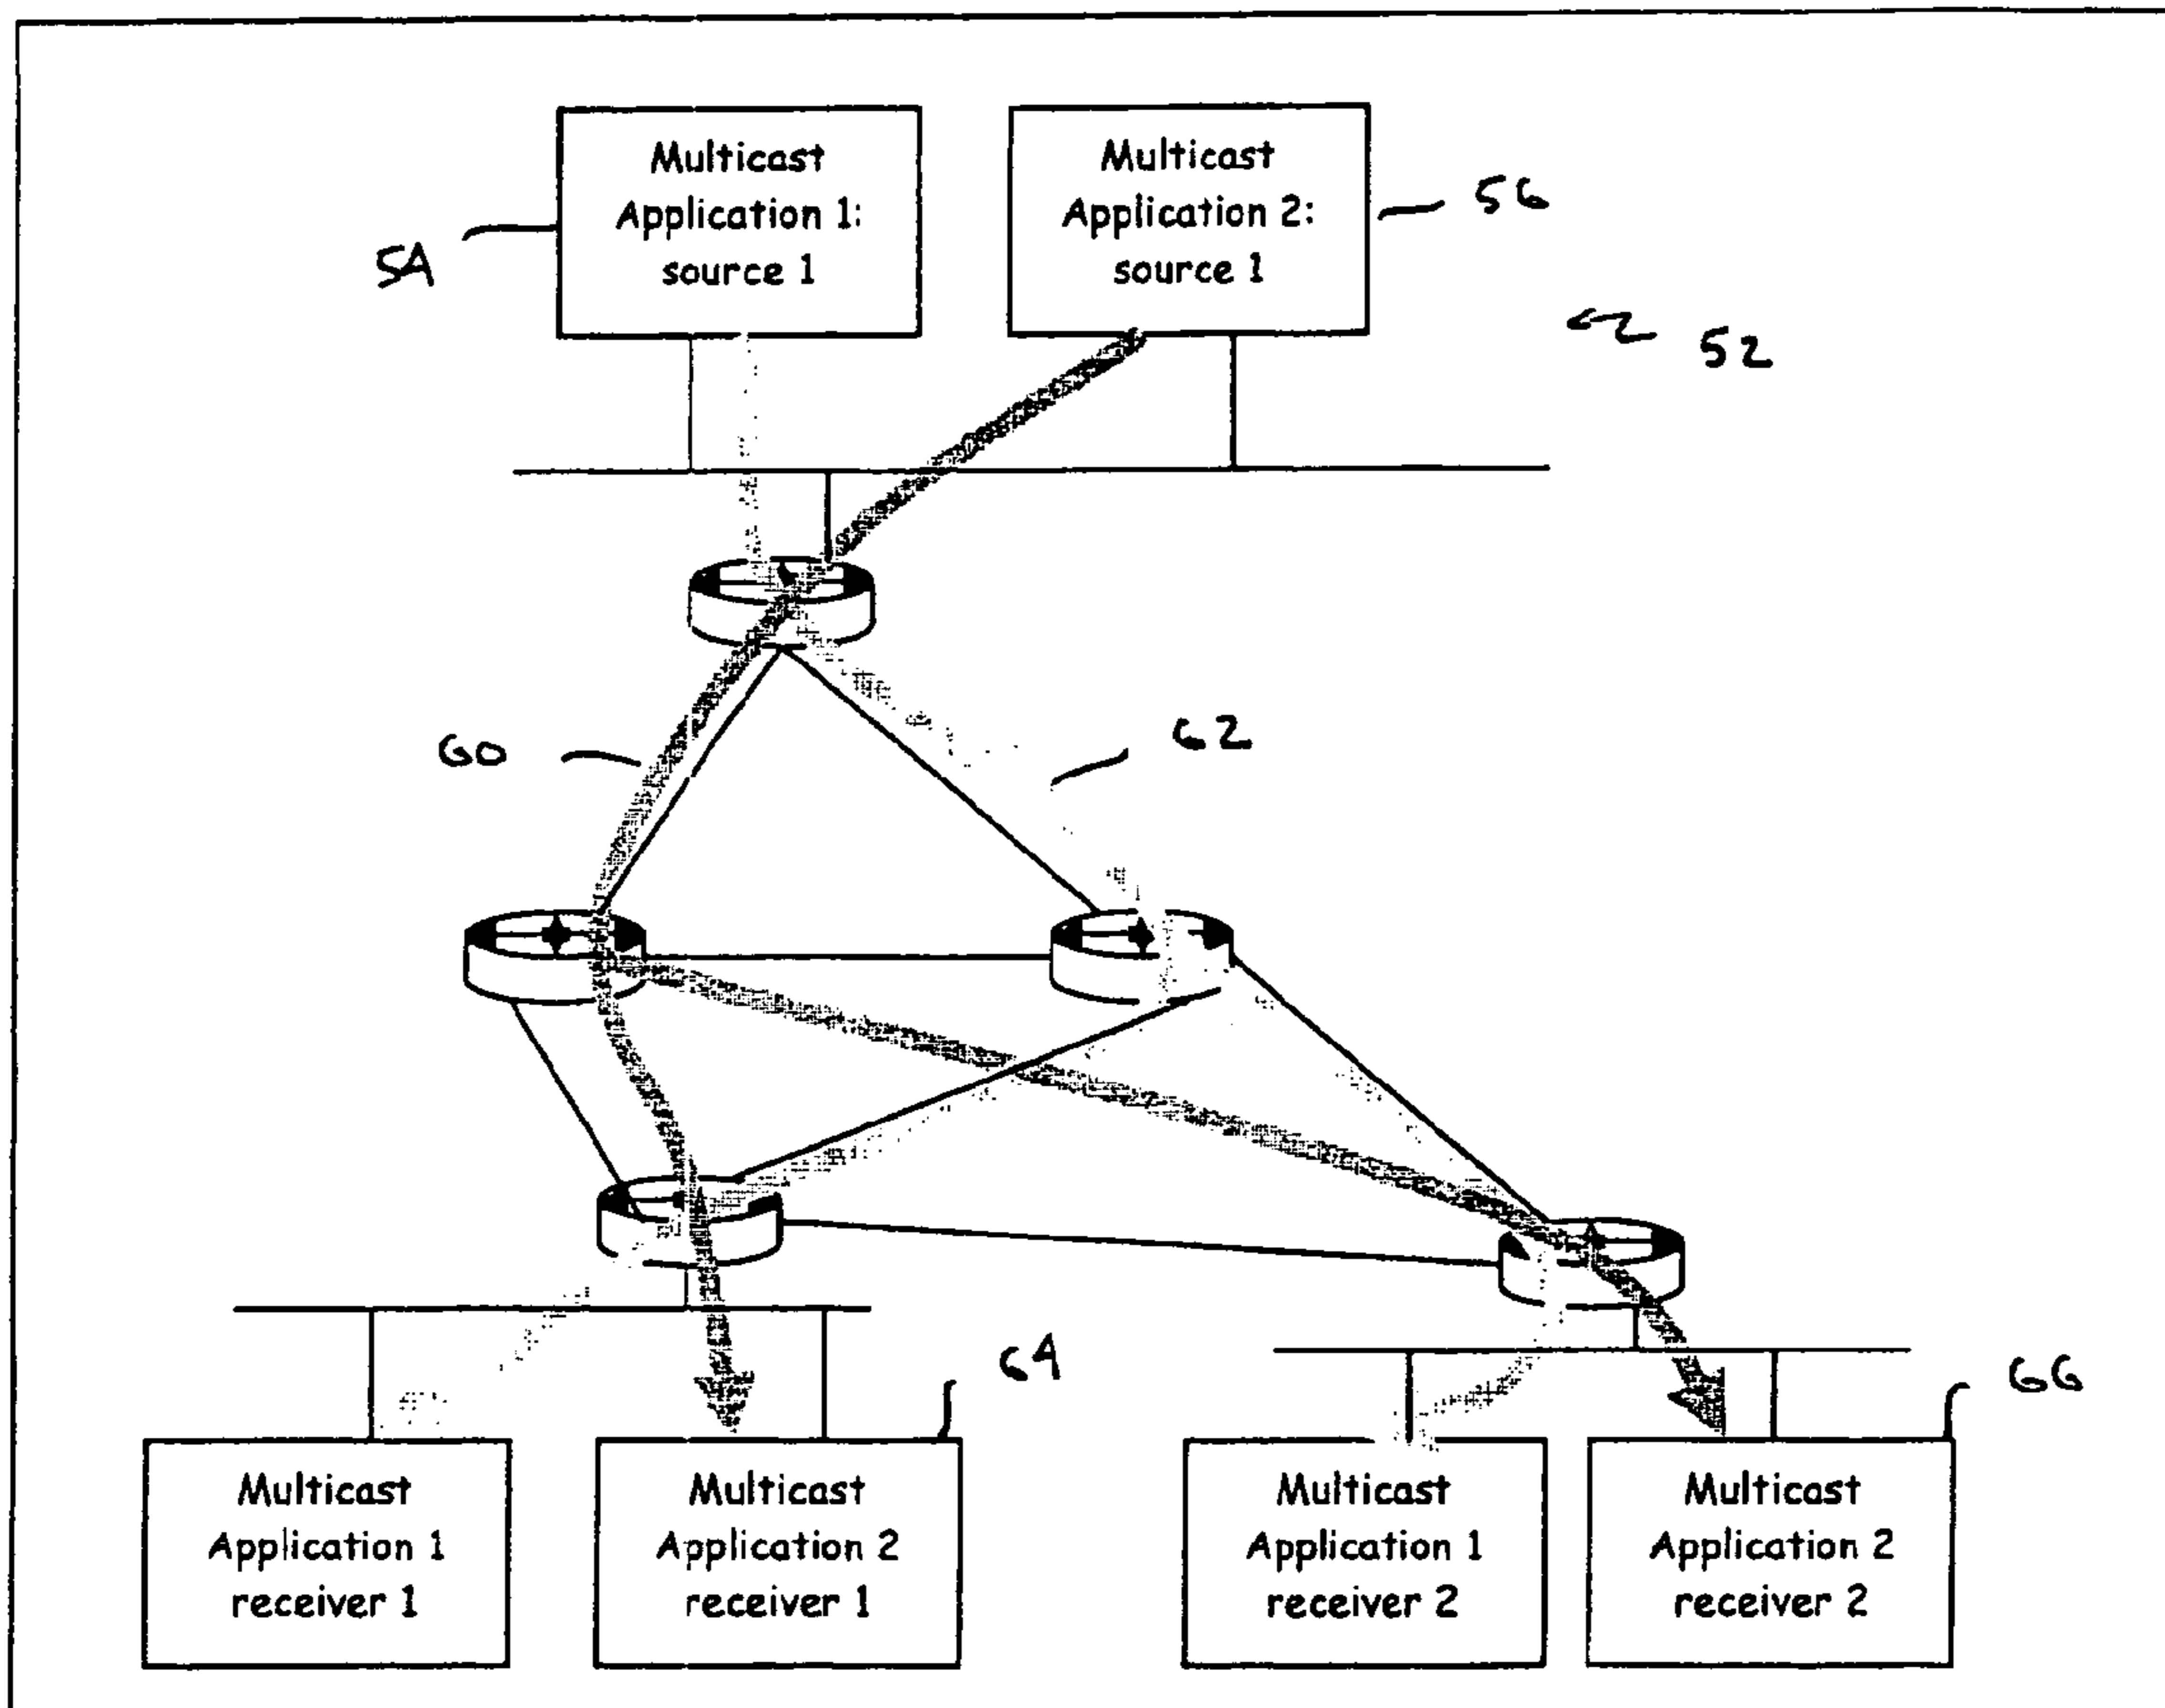 Multicast
Application 1:
source 1
Multicast
Application 2:
source 1
54
56
52
60
62
64
66
Multicast
Application 1
receiver 1
Multicast
Application 2
receiver 1
Multicast
Application 1
receiver 2
Multicast
Application 2
receiver 2